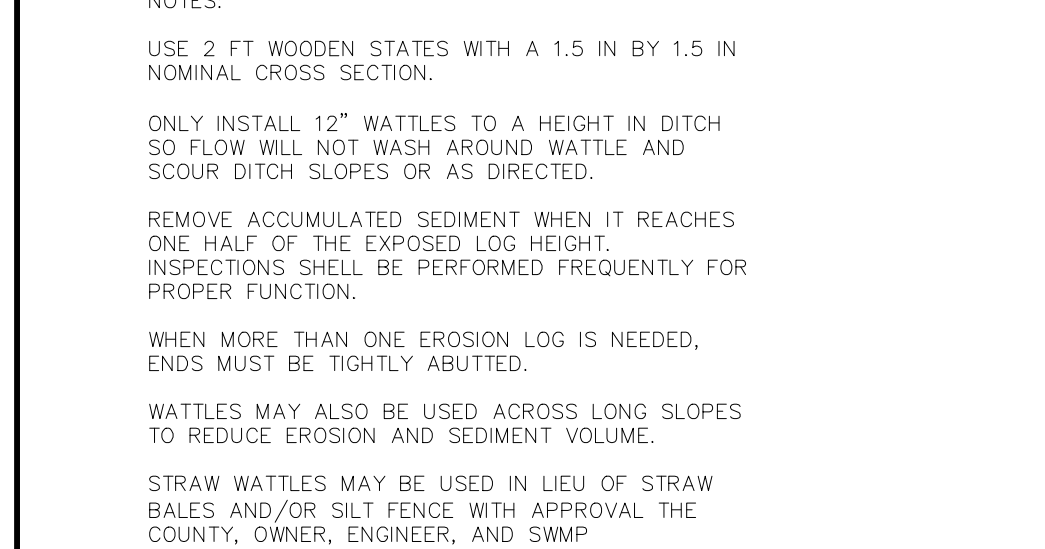 NOTES:
USE 2 FT WOODEN STATES WITH A 1.5 IN BY 1.5 IN
NOMINAL CROSS SECTION.
ONLY INSTALL 12” WATTLES TO A HEIGHT IN DITCH
SO FLOW WILL NOT WASH AROUND WATTLE AND
SCOUR DITCH SLOPES OR AS DIRECTED.
REMOVE ACCUMULATED SEDIMENT WHEN IT REACHES
ONE HALF OF THE EXPOSED LOG HEIGHT.
INSPECTIONS SHELL BE PERFORMED FREQUENTLY FOR
PROPER FUNCTION.
WHEN MORE THAN ONE EROSION LOG IS NEEDED,
ENDS MUST BE TIGHTLY ABUTTED.
WATTLES MAY ALSO BE USED ACROSS LONG SLOPES
TO REDUCE EROSION AND SEDIMENT VOLUME.
STRAW WATTLES MAY BE USED IN LIEU OF STRAW
BALES AND/OR SILT FENCE WITH APPROVAL THE
COUNTY, OWNER, ENGINEER, AND SWMP